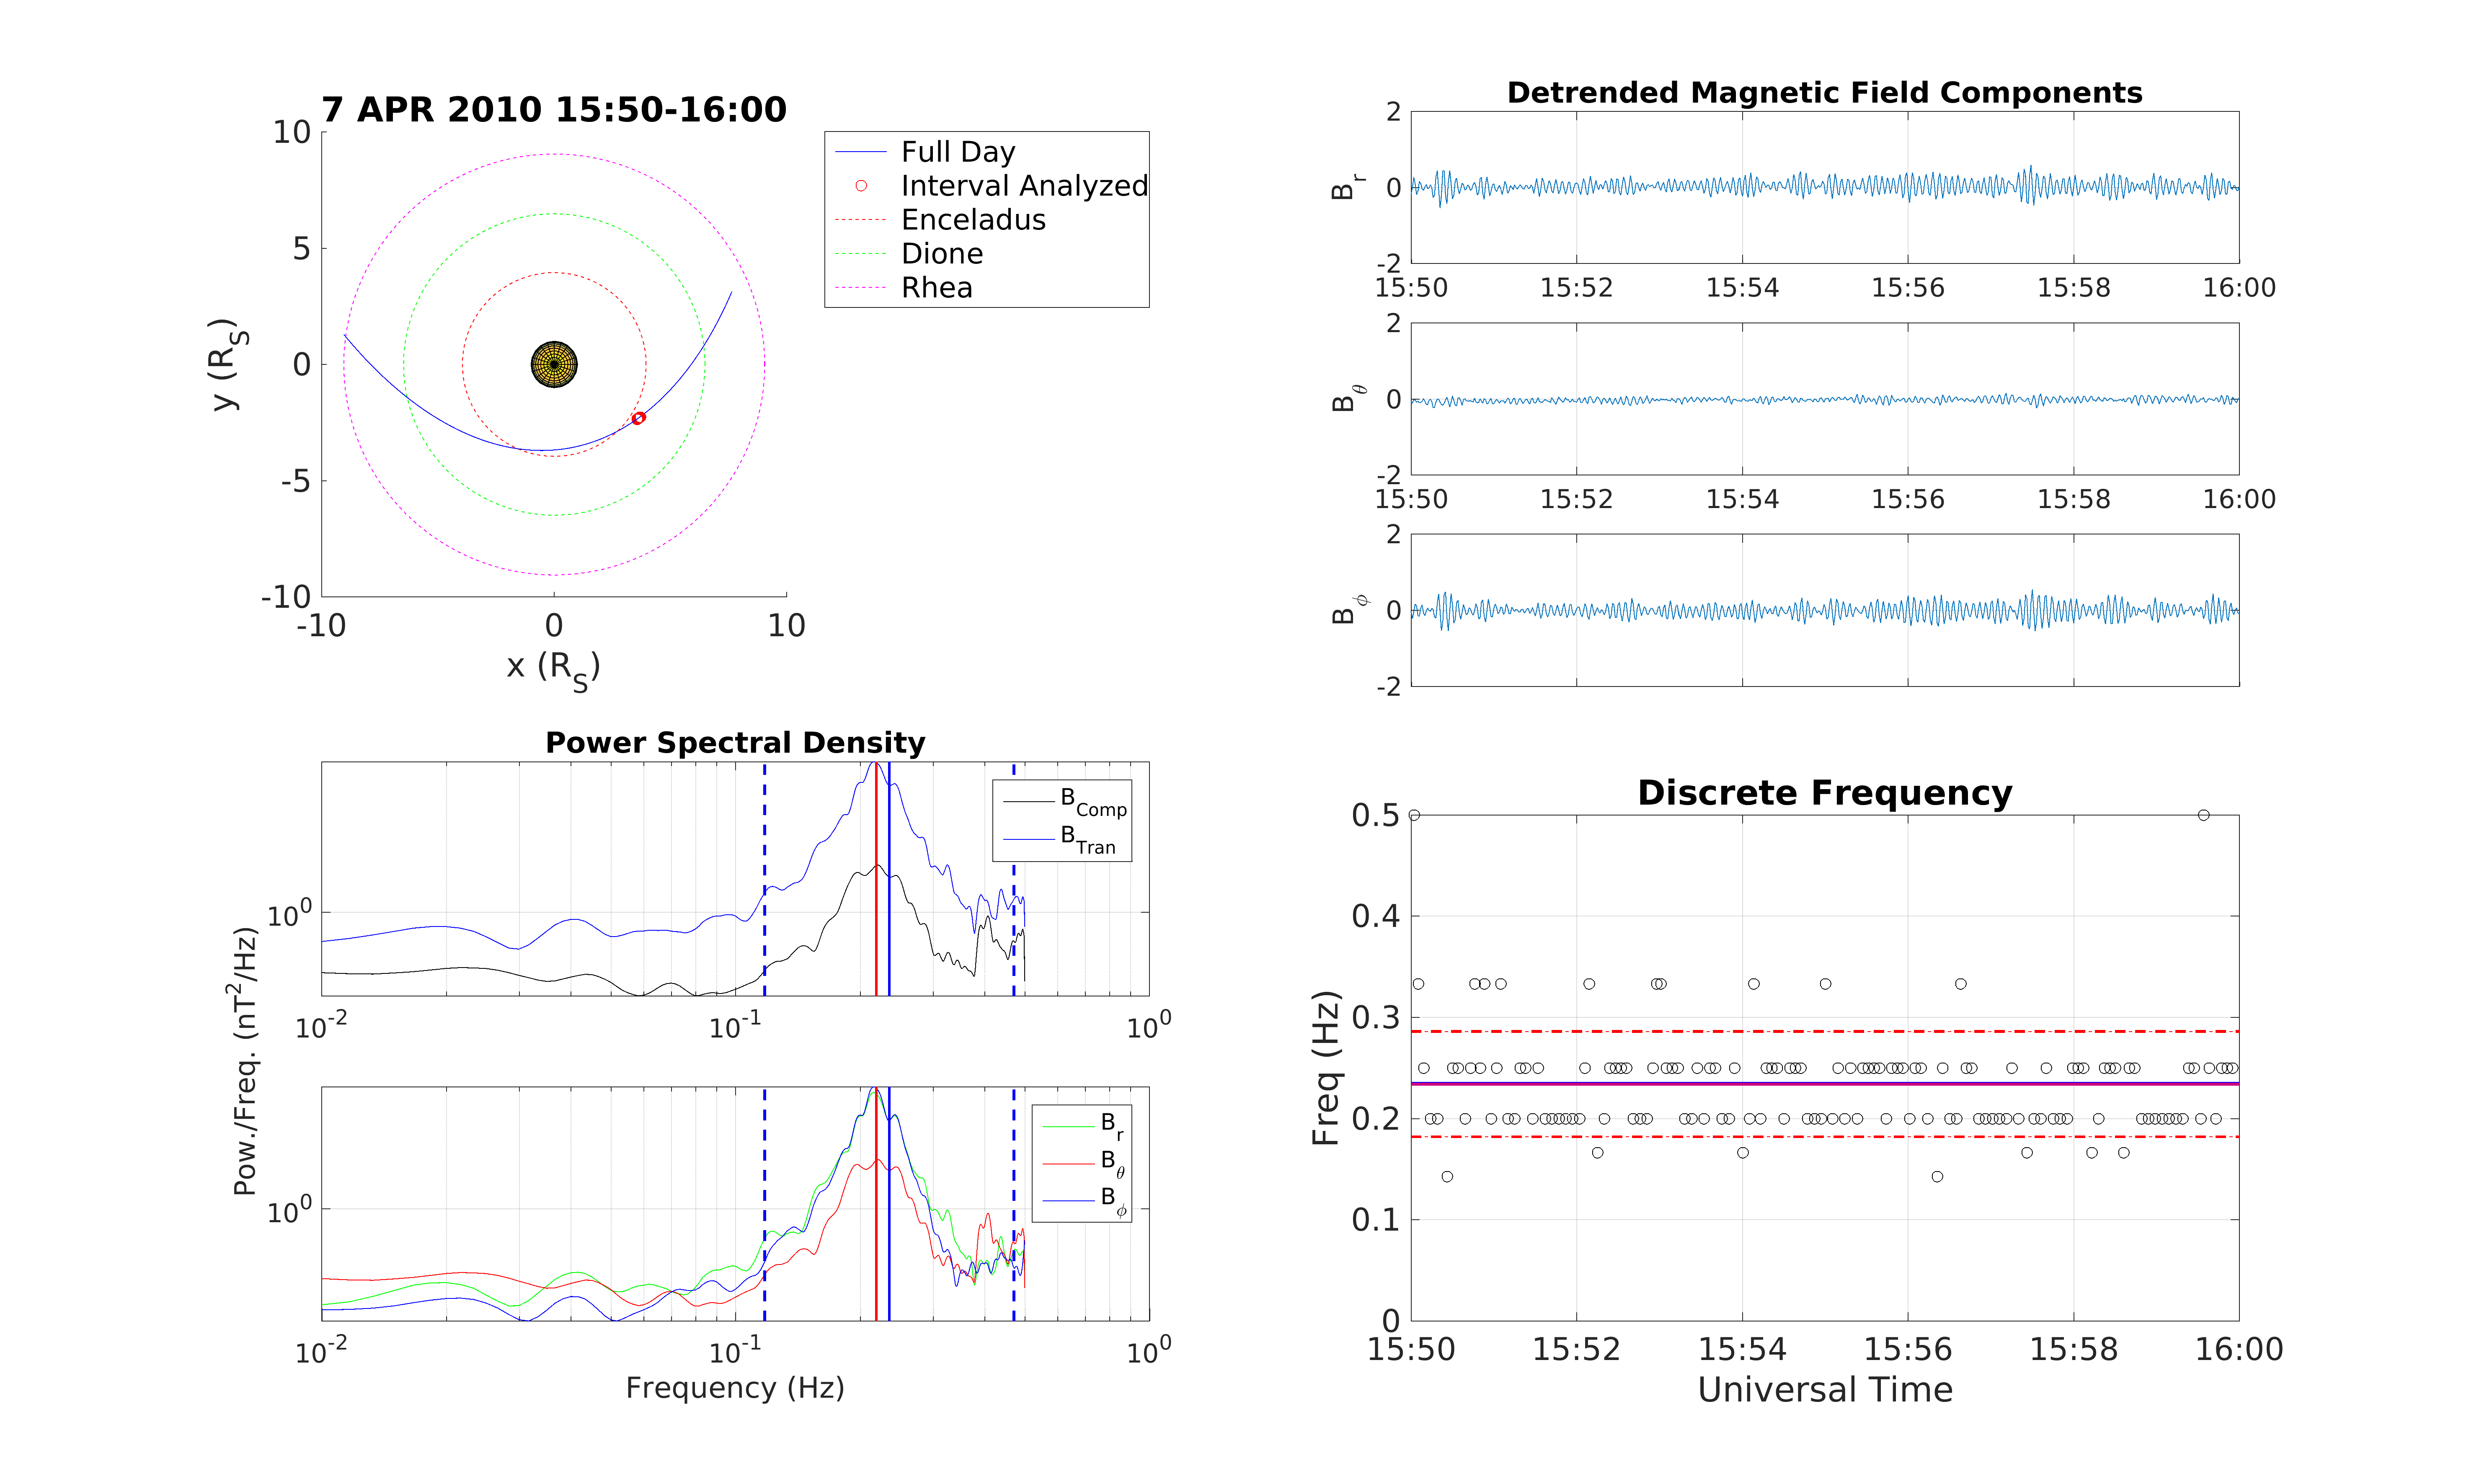 7 APR 2010 15:50-16:00
10
5
0
-5
-10
-10
0
10
y (R_S)
x (R_S)
Full Day
Interval Analyzed
Enceladus
Dione
Rhea
Detrended Magnetic Field Components
B_r
2
0
-2
15:50
15:52
15:54
15:56
15:58
16:00
B_θ
2
0
-2
15:50
15:52
15:54
15:56
15:58
16:00
B_ϕ
2
0
-2
Power Spectral Density
10^0
B_Comp
B_Tran
10^-2
10^-1
10^0
Pow./Freq. (nT^2/Hz)
10^0
B_r
B_θ
B_ϕ
10^-2
10^-1
10^0
Frequency (Hz)
Discrete Frequency
Freq (Hz)
0.5
0.4
0.3
0.2
0.1
0
15:50
15:52
15:54
15:56
15:58
16:00
Universal Time